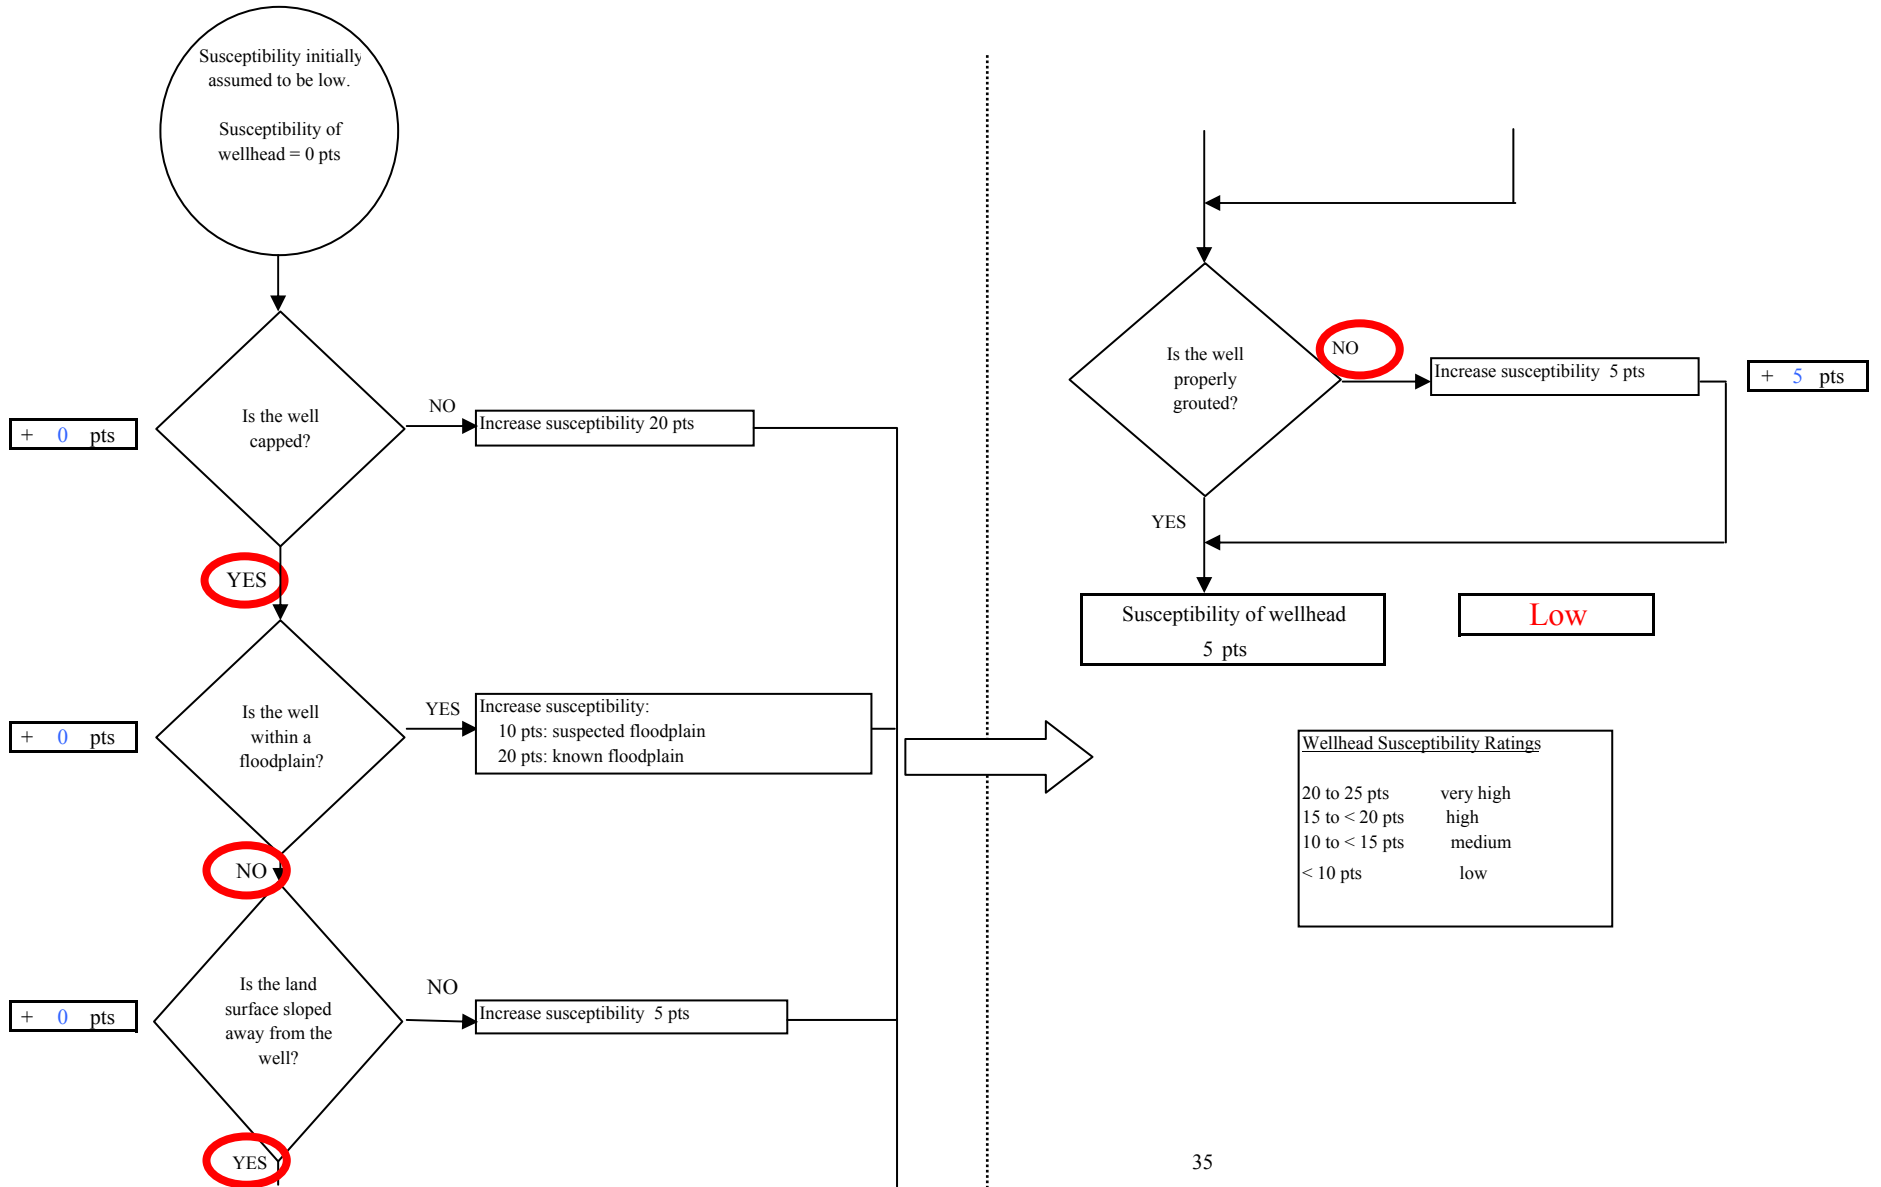 Susceptibility initially
assumed to be low.
Susceptibility of
wellhead = 0 pts
Is the well
capped?
NO
Increase susceptibility 20 pts
+ 0 pts
YES
Is the well
within a
floodplain?
YES
Increase susceptibility:
10 pts: suspected floodplain
20 pts: known floodplain
+ 0 pts
NO
Is the land
surface sloped
away from the
well?
NO
Increase susceptibility 5 pts
+ 0 pts
YES
Is the well
properly
grouted?
NO
Increase susceptibility 5 pts
+ 5 pts
YES
Susceptibility of wellhead
5 pts
Low
Wellhead Susceptibility Ratings
20 to 25 pts very high
15 to < 20 pts high
10 to < 15 pts medium
< 10 pts low
35